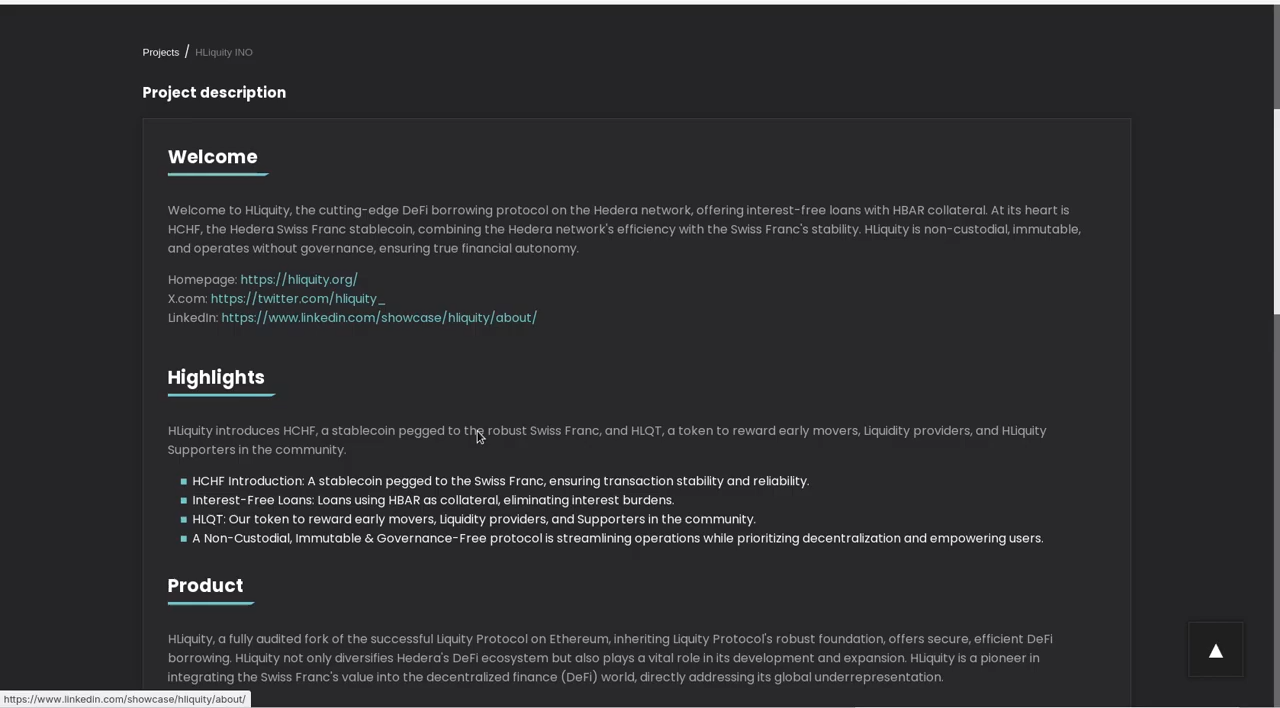 Projects / HLiquity INO
Project description
Welcome
Welcome to HLiquity, the cutting-edge DeFi borrowing protocol on the Hedera network, offering interest-free loans with HBAR collateral. At its heart is
HCHF, the Hedera Swiss Franc stablecoin, combining the Hedera network's efficiency with the Swiss Franc's stability. HLiquity is non-custodial, immutable,
and operates without governance, ensuring true financial autonomy.
Homepage: https://hliquity.org/
X.com: https://twitter.com/hliquity_
LinkedIn: https://www.linkedin.com/showcase/hliquity/about/
Highlights
HLiquity introduces HCHF, a stablecoin pegged to the robust Swiss Franc, and HLQT, a token to reward early movers, Liquidity providers, and HLiquity
Supporters in the community.
HCHF Introduction: A stablecoin pegged to the Swiss Franc, ensuring transaction stability and reliability.
Interest-Free Loans: Loans using HBAR as collateral, eliminating interest burdens.
HLQT: Our token to reward early movers, Liquidity providers, and Supporters in the community.
A Non-Custodial, Immutable & Governance-Free protocol is streamlining operations while prioritizing decentralization and empowering users.
Product
HLiquity, a fully audited fork of the successful Liquity Protocol on Ethereum, inheriting Liquity Protocol's robust foundation, offers secure, efficient DeFi
borrowing. HLiquity not only diversifies Hedera's DeFi ecosystem but also plays a vital role in its development and expansion. HLiquity is a pioneer in
integrating the Swiss Franc's value into the decentralized finance (DeFi) world, directly addressing its global underrepresentation.
https://www.linkedin.com/showcase/hliquity/about/